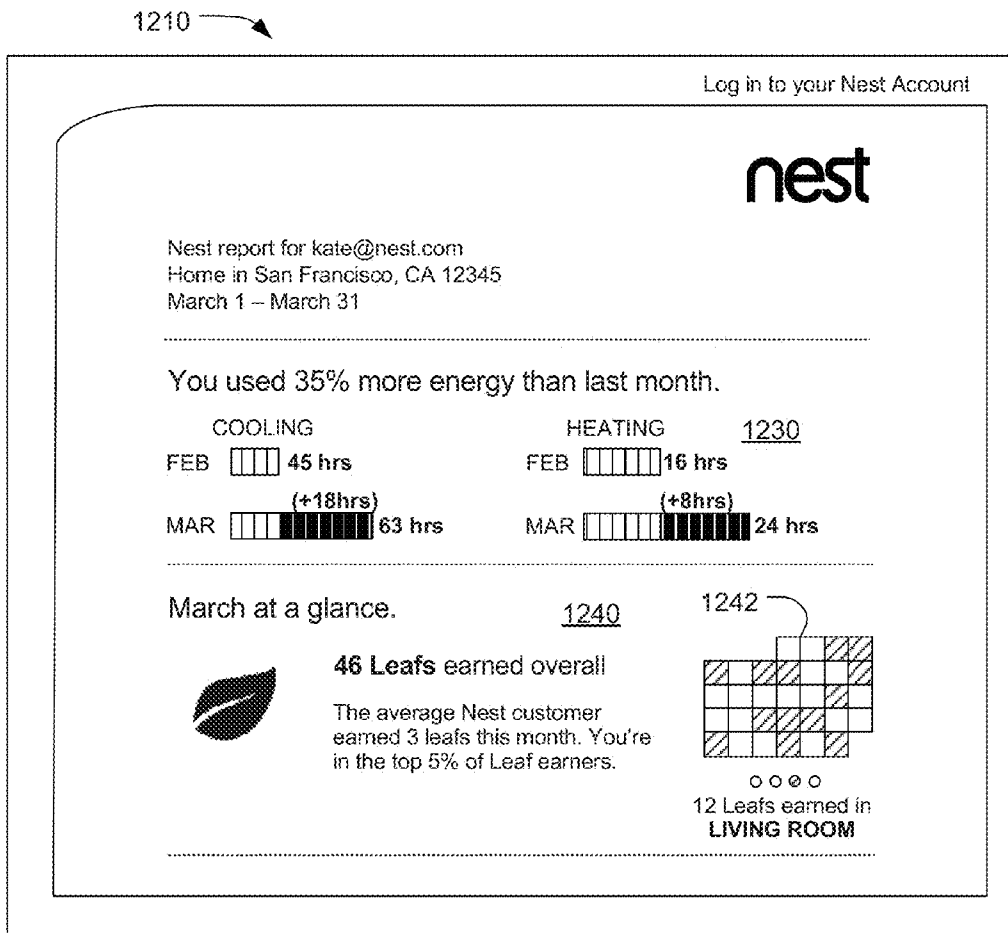 1210
Log in to your Nest Account
nest
Nest report for kate@nest.com
Home in San Francisco, CA 12345
March 1 – March 31
You used 35% more energy than last month.
COOLING
FEB 45 hrs
(+18hrs)
MAR 63 hrs
HEATING 1230
FEB 16 hrs
(+8hrs)
MAR 24 hrs
March at a glance. 1240
1242
46 Leafs earned overall
The average Nest customer
earned 3 leafs this month. You're
in the top 5% of Leaf earners.
12 Leafs earned in
LIVING ROOM